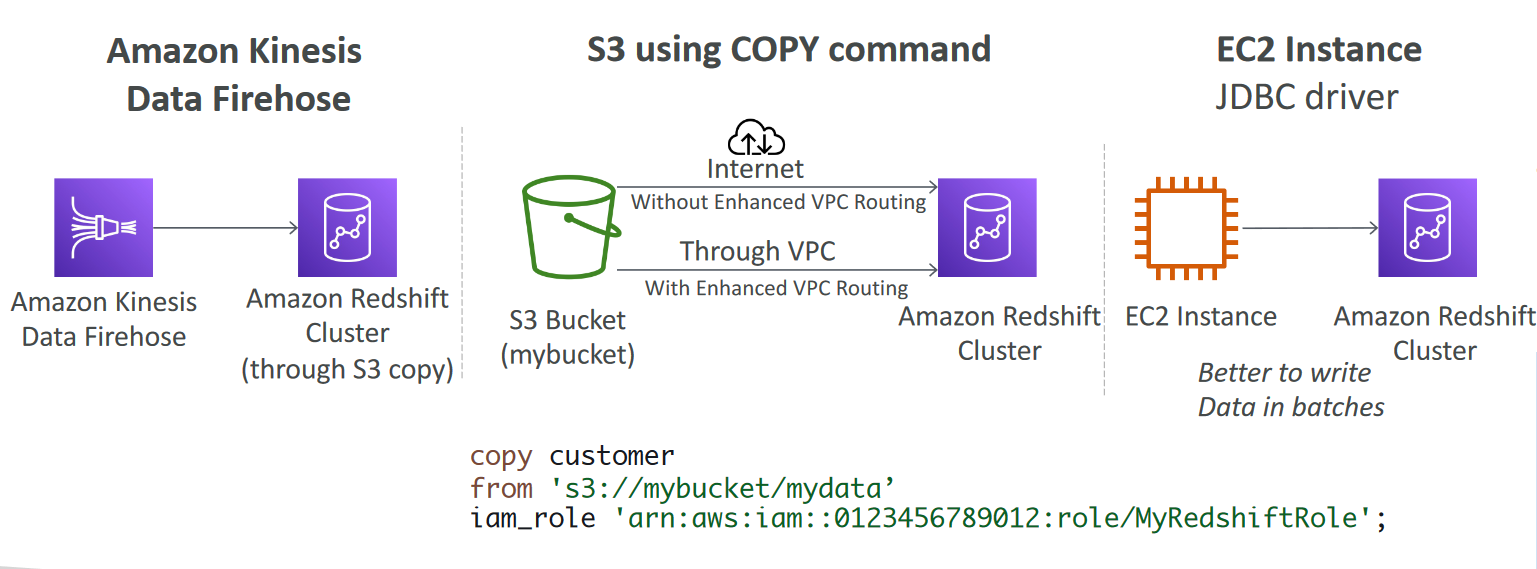 Amazon Kinesis
Data Firehose
Amazon Kinesis
Data Firehose
Amazon Redshift
Cluster
(through S3 copy)
S3 using COPY command
Internet
Without Enhanced VPC Routing
Through VPC
With Enhanced VPC Routing
S3 Bucket
(mybucket)
Amazon Redshift
Cluster
copy customer
from 's3://mybucket/mydata’
iam_role 'arn:aws:iam::0123456789012:role/MyRedshiftRole';
EC2 Instance
JDBC driver
EC2 Instance
Amazon Redshift
Cluster
Better to write
Data in batches